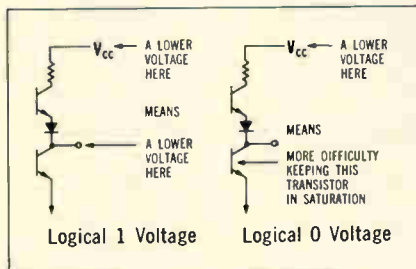 VCC
A LOWER
VOLTAGE
HERE
MEANS
A LOWER
VOLTAGE
HERE
Logical 1 Voltage
VCC
A LOWER
VOLTAGE
HERE
MEANS
MORE DIFFICULTY
KEEPING THIS
TRANSISTOR
IN SATURATION
Logical 0 Voltage